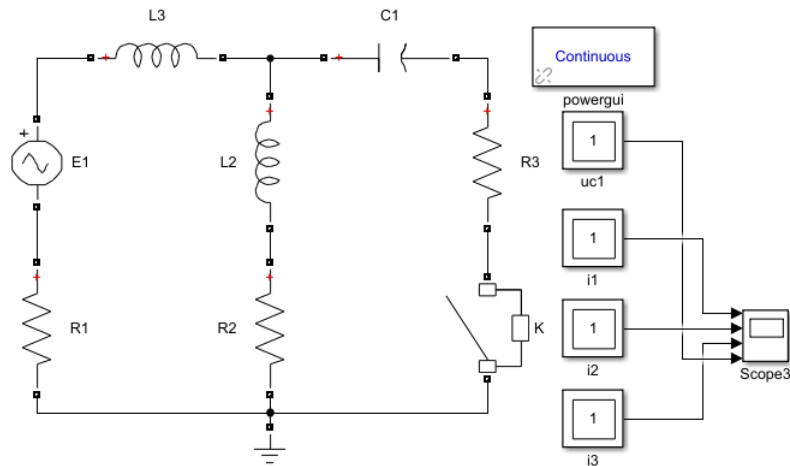 L3
C1
Continuous
powergui
E1
L2
R3
1
uc1
1
i1
R1
R2
K
1
i2
Scope3
1
i3